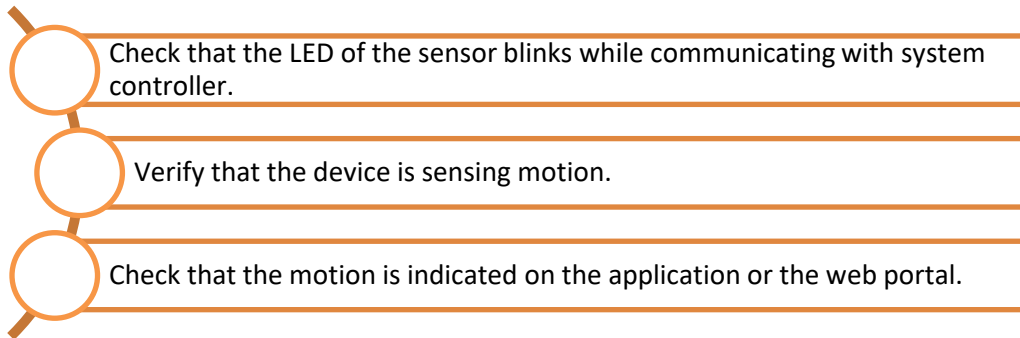 Check that the LED of the sensor blinks while communicating with system
controller.
Verify that the device is sensing motion.
Check that the motion is indicated on the application or the web portal.